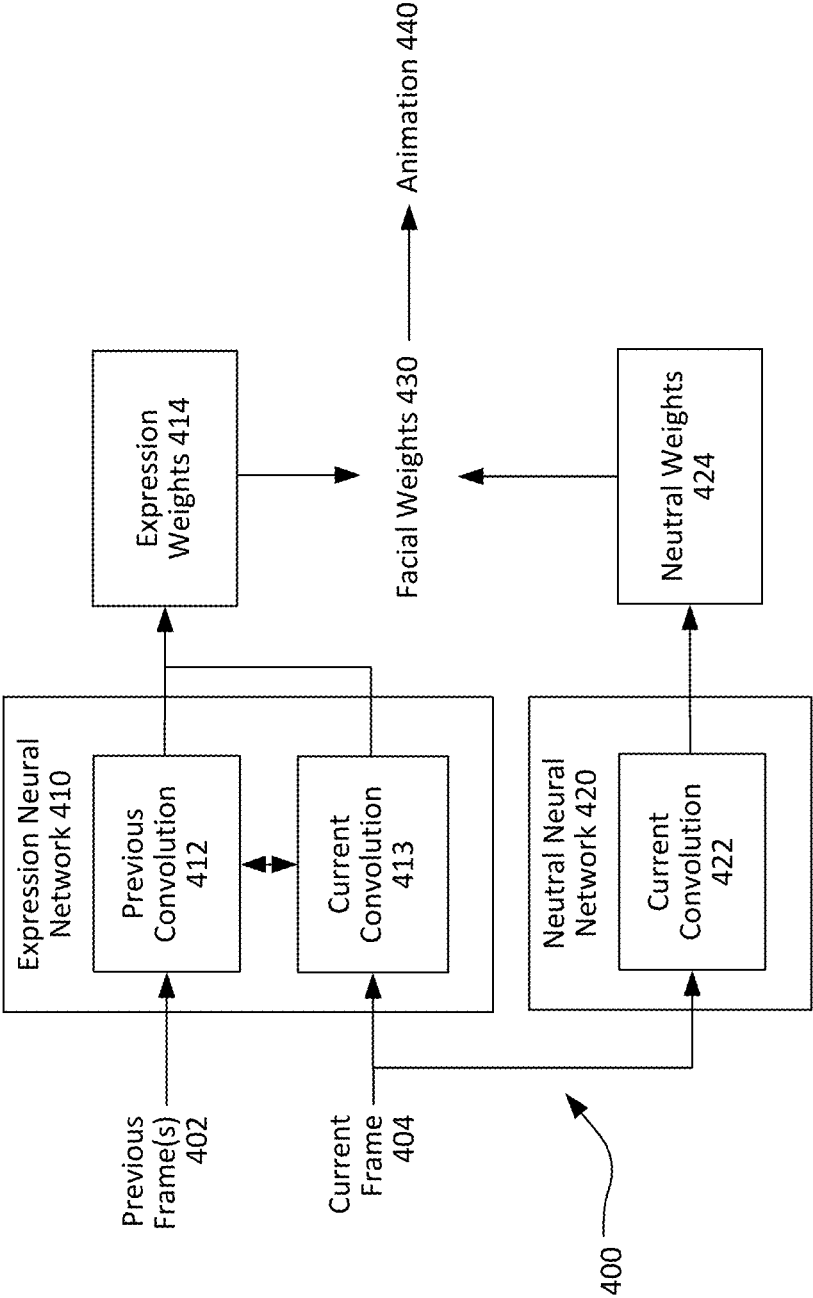 Previous
Frame(s)
402
Current
Frame
404
400
Expression Neural
Network 410
Previous
Convolution
412
Current
Convolution
413
Neutral Neural
Network 420
Current
Convolution
422
Expression
Weights 414
Facial Weights 430
Neutral Weights
424
Animation 440